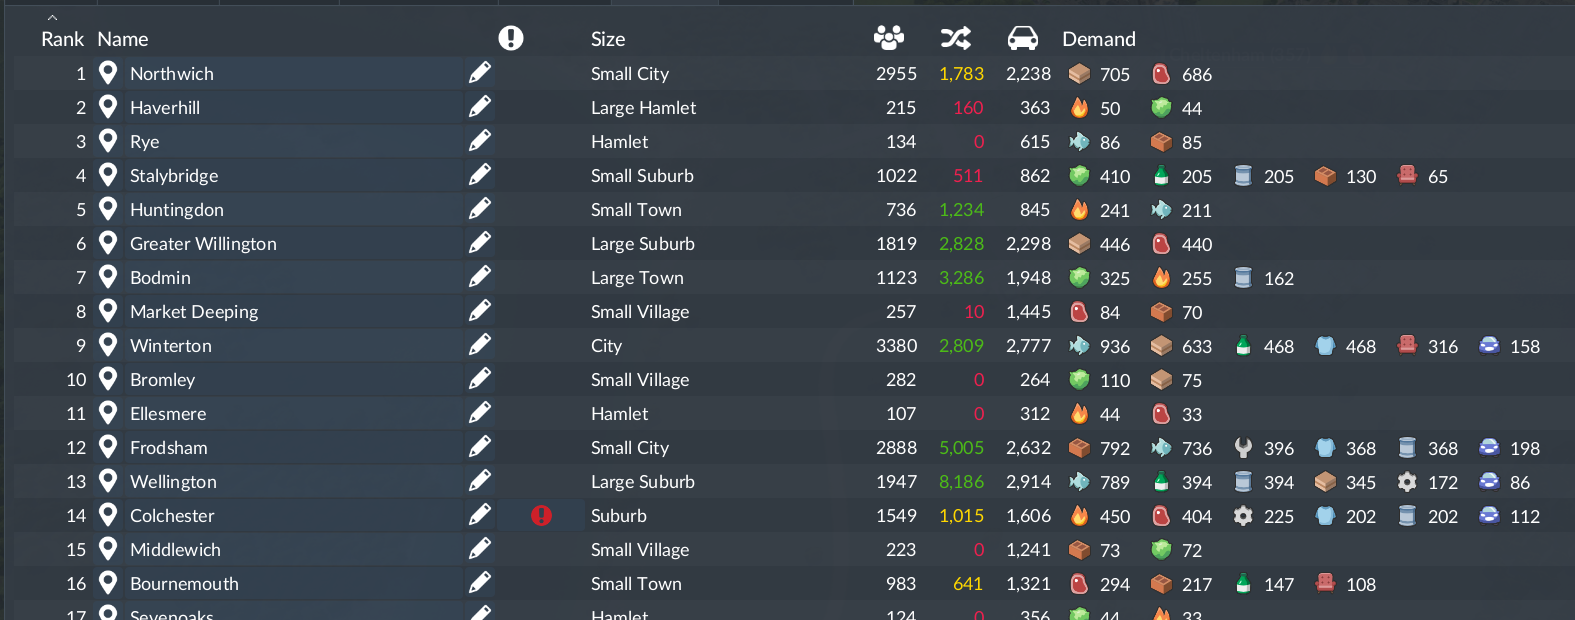 Rank Name Size Demand
1 Northwich Small City 2955 1,783 2,238 705 686
2 Haverhill Large Hamlet 215 160 363 50 44
3 Rye Hamlet 134 0 615 86 85
4 Stalybridge Small Suburb 1022 511 862 410 205 205 130 65
5 Huntingdon Small Town 736 1,234 845 241 211
6 Greater Willington Large Suburb 1819 2,828 2,298 446 440
7 Bodmin Large Town 1123 3,286 1,948 325 255 162
8 Market Deeping Small Village 257 10 1,445 84 70
9 Winterton City 3380 2,809 2,777 936 633 468 468 316 158
10 Bromley Small Village 282 0 264 110 75
11 Ellesmere Hamlet 107 0 312 44 33
12 Frodsham Small City 2888 5,005 2,632 792 736 396 368 368 198
13 Wellington Large Suburb 1947 8,186 2,914 789 394 394 345 172 86
14 Colchester Suburb 1549 1,015 1,606 450 404 225 202 202 112
15 Middlewich Small Village 223 0 1,241 73 72
16 Bournemouth Small Town 983 641 1,321 294 217 147 108
17 Sevenoaks Hamlet 124 0 356 44 33